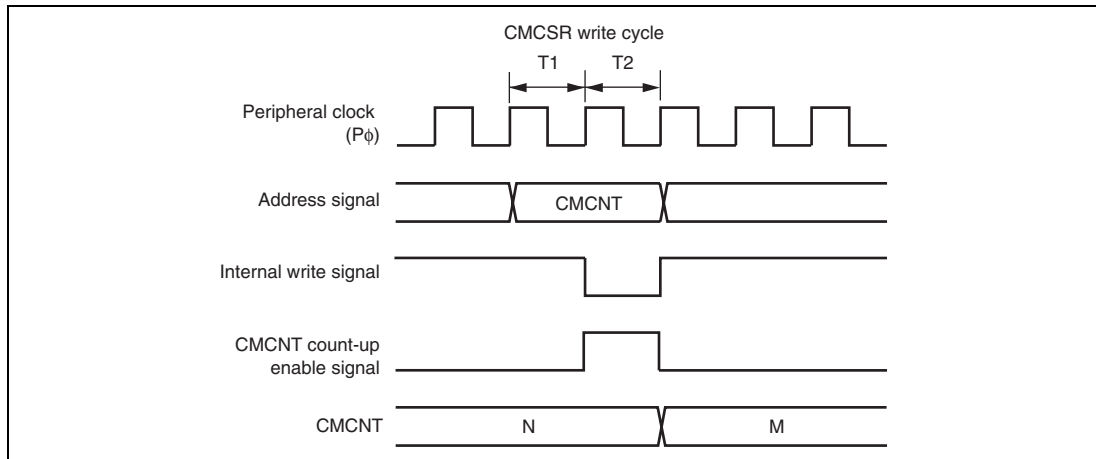 CMCSR write cycle
T1
T2
Peripheral clock
(Pϕ)
Address signal
CMCNT
Internal write signal
CMCNT count-up
enable signal
CMCNT
N
M